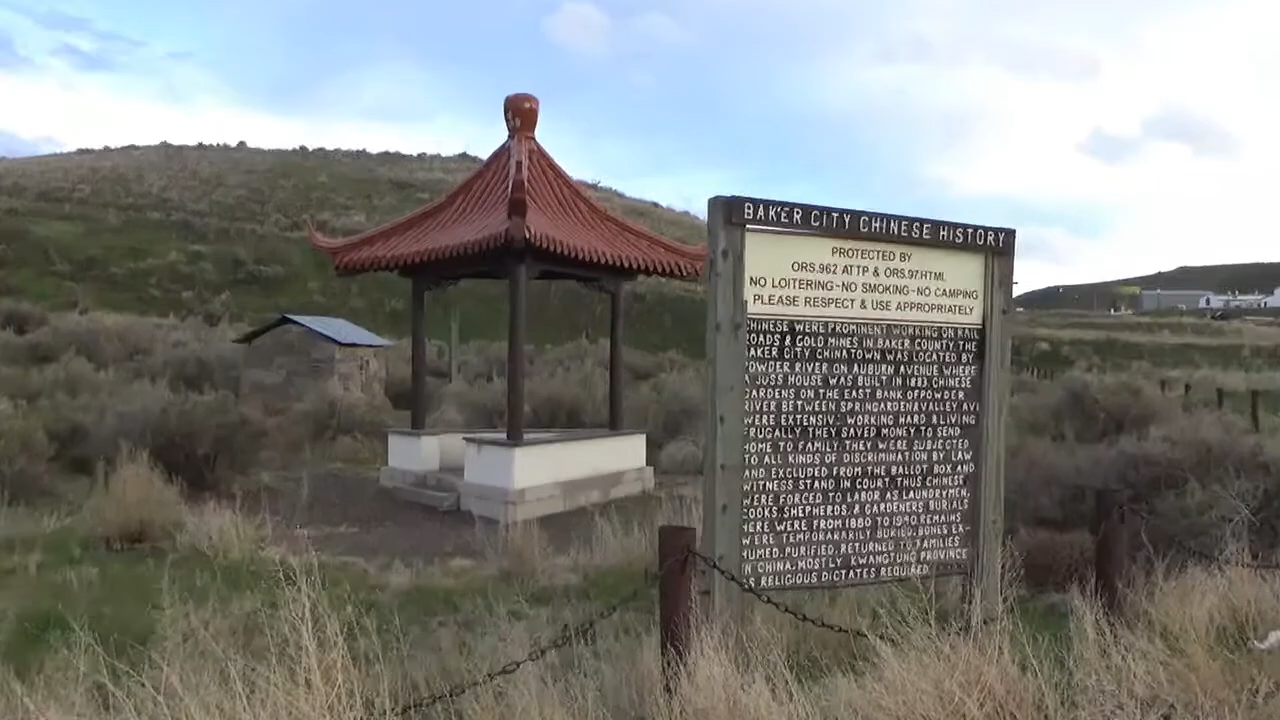 BAKER CITY CHINESE HISTORY
PROTECTED BY
ORS.962 ATTP & ORS.97.HTML
NO LOITERING-NO SMOKING-NO CAMPING
PLEASE RESPECT & USE APPROPRIATELY
CHINESE WERE PROMINENT WORKING ON RAIL
ROADS & GOLD MINES IN BAKER COUNTY. THE
BAKER CITY CHINATOWN WAS LOCATED BY
POWDER RIVER ON AUBURN AVENUE WHERE
A JOSS HOUSE WAS BUILT IN 1883. CHINESE
GARDENS ON THE EAST BANK OF POWDER
RIVER BETWEEN SPRINGARDEN&VALLEY AVE
WERE EXTENSIVE. WORKING HARD & LIVING
FRUGALLY THEY SAVED MONEY TO SEND
HOME TO FAMILY. THEY WERE SUBJECTED
TO ALL KINDS OF DISCRIMINATION BY LAW
AND EXCLUDED FROM THE BALLOT BOX AND
WITNESS STAND IN COURT. THUS CHINESE
WERE FORCED TO LABOR AS LAUNDRYMEN,
COOKS, SHEPHERDS, & GARDENERS. BURIALS
HERE WERE FROM 1880 TO 1940. REMAINS
WERE TEMPORARARILY BURIED. BONES EX-
HUMED, PURIFIED, RETURNED TO FAMILIES
IN CHINA, MOSTLY KWANGTUNG PROVINCE
AS RELIGIOUS DICTATES REQUIRED